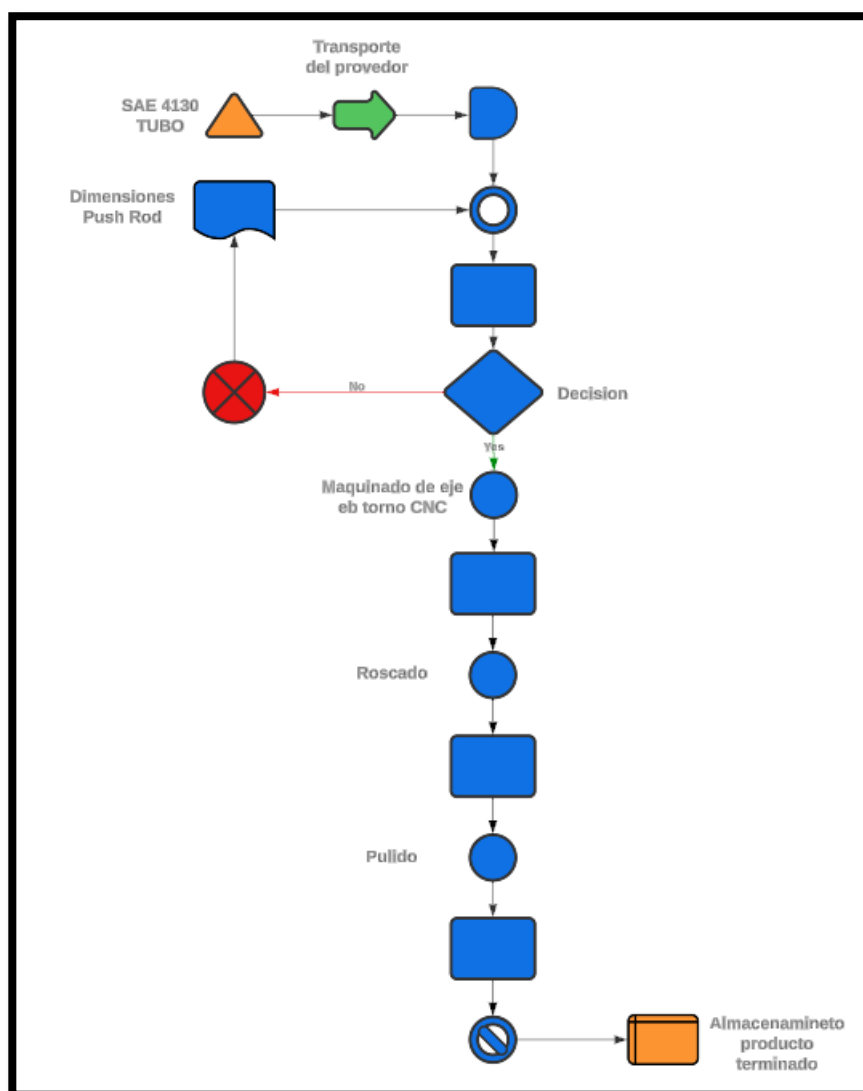 Transporte
del provedor
SAE 4130
TUBO
Dimensiones
Push Rod
No
Decision
Yes
Maquinado de eje
eb torno CNC
Roscado
Pulido
Almacenamineto
producto
terminado